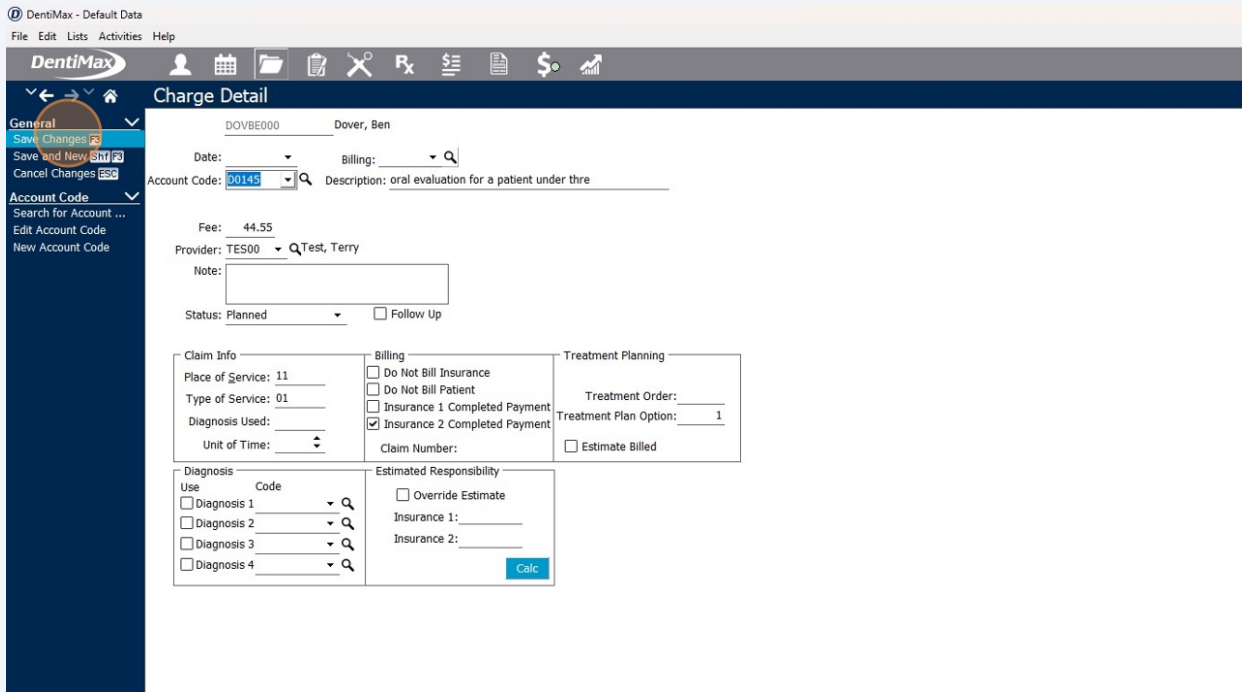 DentiMax - Default Data
File Edit Lists Activities Help
DentiMax
Charge Detail
General
Save Changes F3
Save and New Shf F3
Cancel Changes ESC
Account Code
Search for Account ...
Edit Account Code
New Account Code
DOVBE000 Dover, Ben
Date: Billing:
Account Code: D0145 Description: oral evaluation for a patient under thre
Fee: 44.55
Provider: TES00 Test, Terry
Note:
Status: Planned Follow Up
Claim Info
Place of Service: 11
Type of Service: 01
Diagnosis Used:
Unit of Time:
Billing
Do Not Bill Insurance
Do Not Bill Patient
Insurance 1 Completed Payment
Insurance 2 Completed Payment
Claim Number:
Treatment Planning
Treatment Order:
Treatment Plan Option: 1
Estimate Billed
Diagnosis
Use Code
Diagnosis 1
Diagnosis 2
Diagnosis 3
Diagnosis 4
Estimated Responsibility
Override Estimate
Insurance 1:
Insurance 2:
Calc